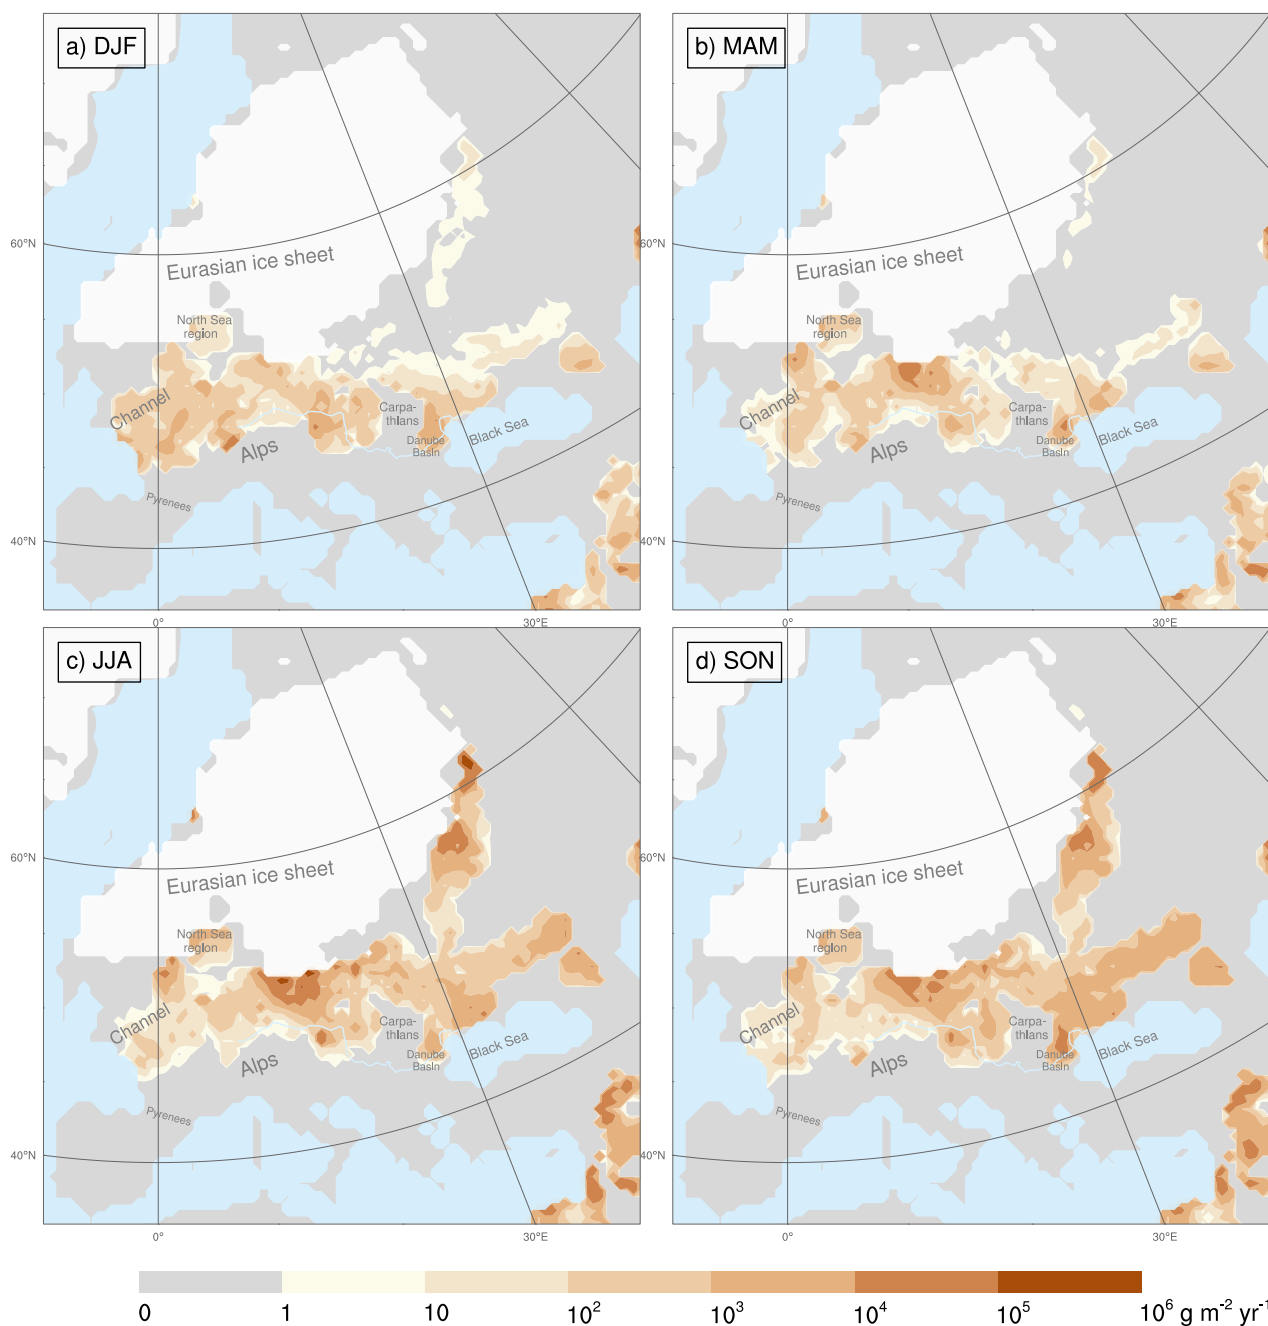 a) DJF
60°N
Eurasian ice sheet
North Sea
region
Channel
Carpa-
thians
Alps
Danube
Basin
Black Sea
Pyrenees
40°N
0°
30°E
b) MAM
60°N
Eurasian ice sheet
North Sea
region
Channel
Carpa-
thians
Alps
Danube
Basin
Black Sea
Pyrenees
40°N
0°
30°E
c) JJA
60°N
Eurasian ice sheet
North Sea
region
Channel
Carpa-
thians
Alps
Danube
Basin
Black Sea
Pyrenees
40°N
0°
30°E
d) SON
60°N
Eurasian ice sheet
North Sea
region
Channel
Carpa-
thians
Alps
Danube
Basin
Black Sea
Pyrenees
40°N
0°
30°E
0 1 10 10² 10³ 10⁴ 10⁵ 10⁶ g m⁻² yr⁻¹